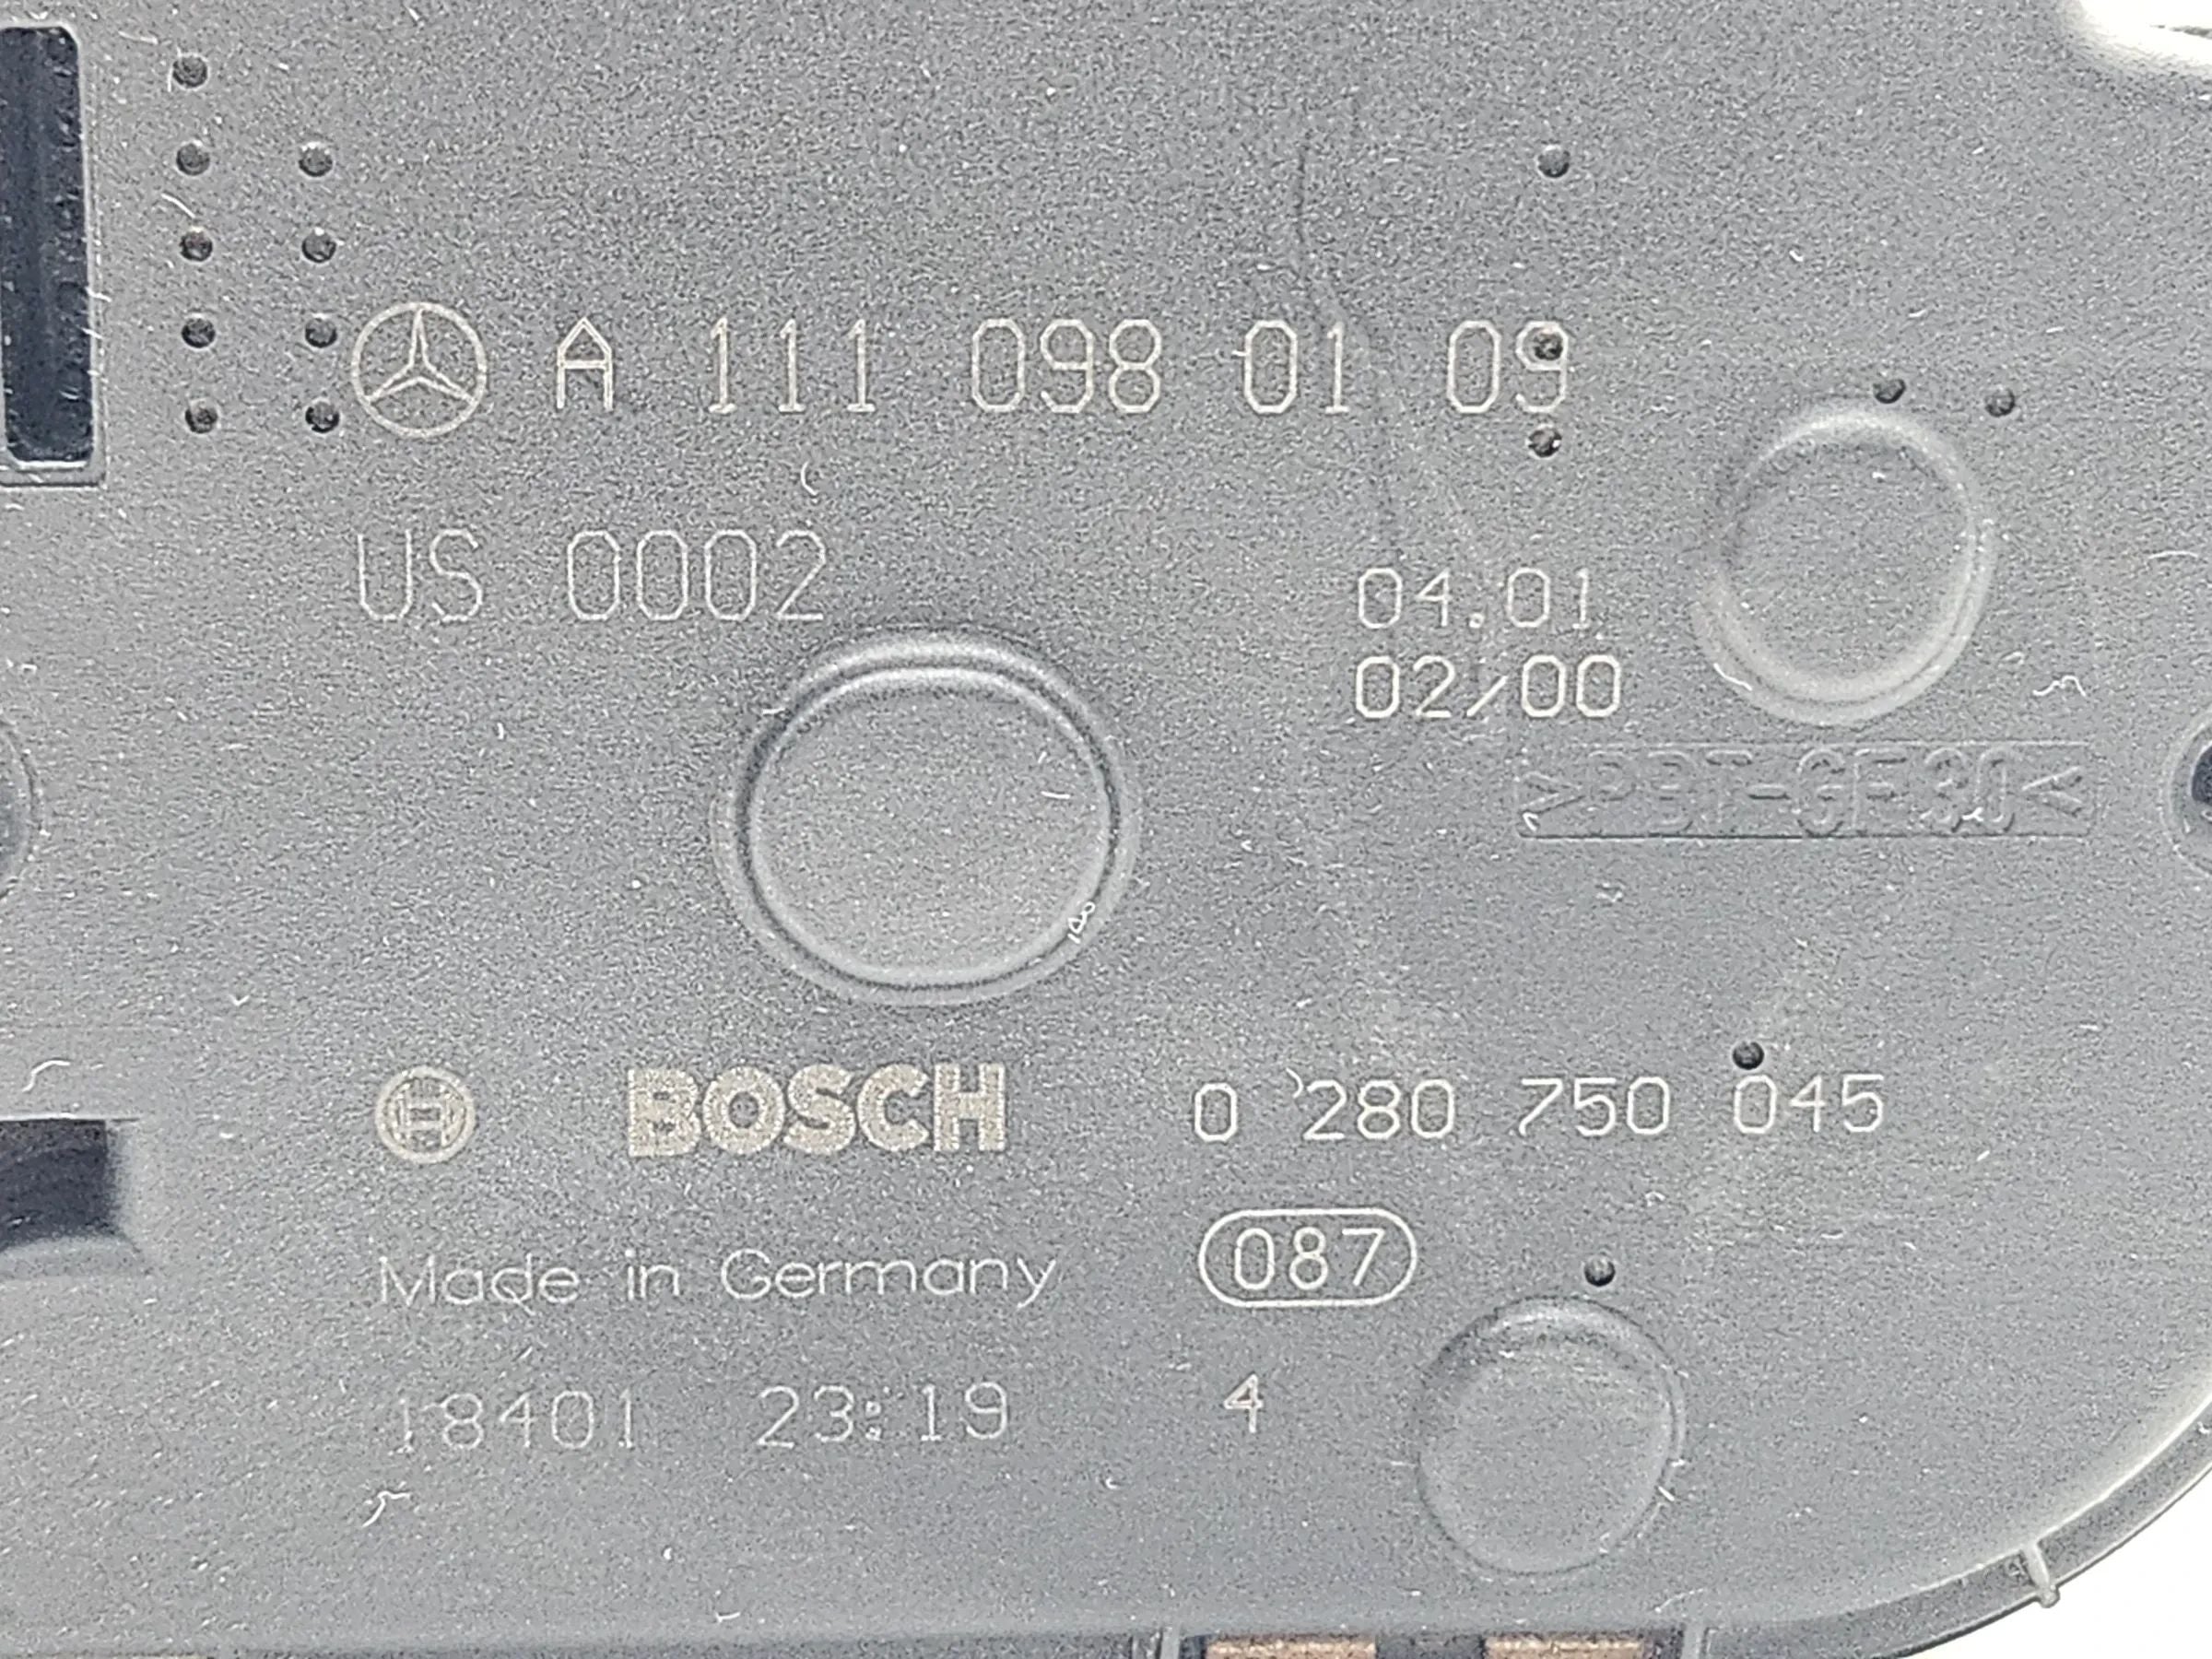 A 111 098 01 09
US 0002
04.01
02/00
>PBT-GF30<
BOSCH 0 280 750 045
Made in Germany 087
18401 23:19 4